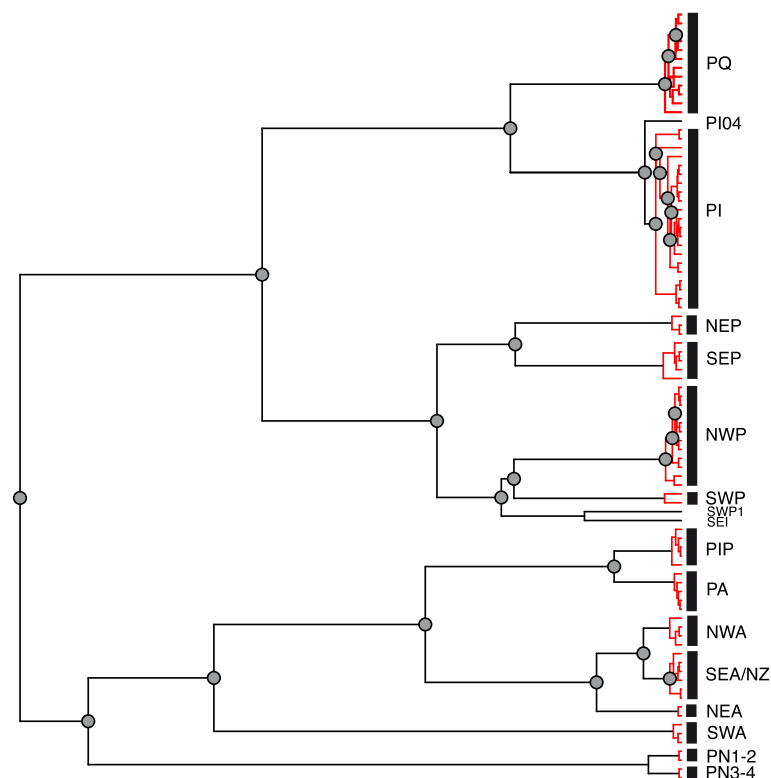 PQ
PI04
PI
NEP
SEP
NWP
SWP
SWP1
SEI
PIP
PA
NWA
SEA/NZ
NEA
SWA
PN1-2
PN3-4